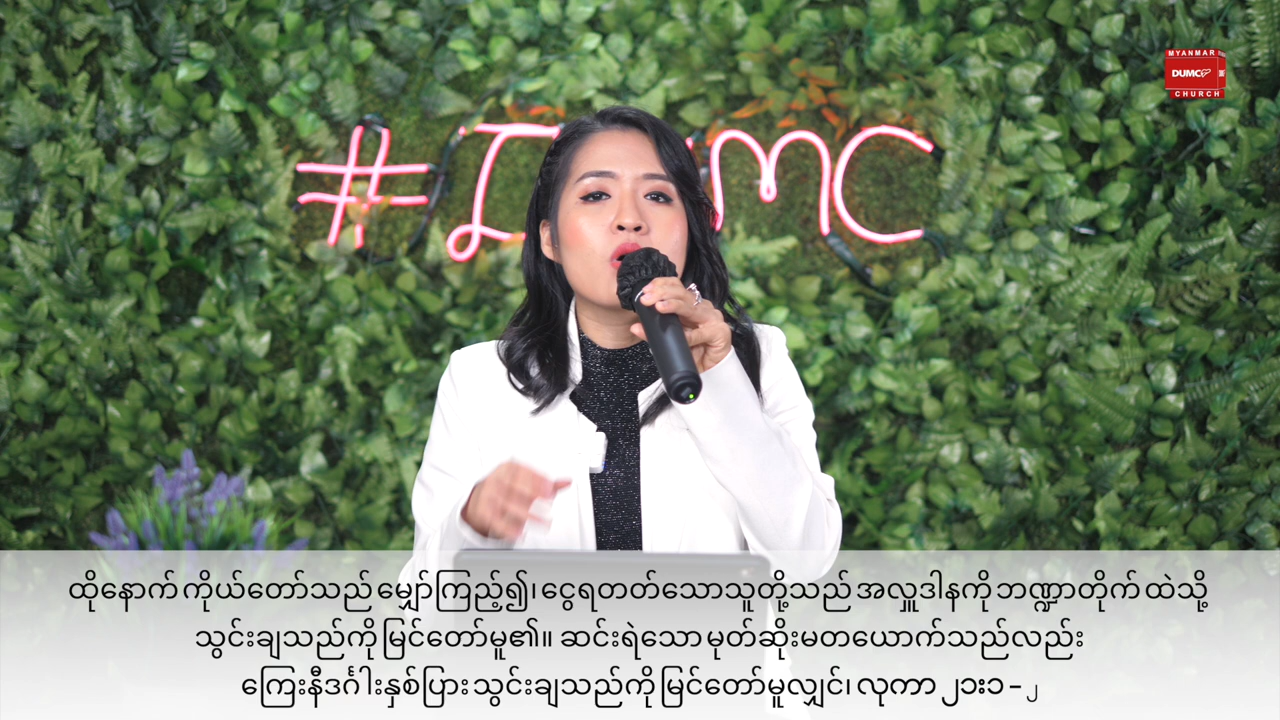 MYANMAR
DUMC
CHURCH
#D MC
ထိုနောက် ကိုယ်တော်သည် မျှော်ကြည့်၍၊ ငွေရတတ်သောသူတို့သည် အလှူဒါနကို ဘဏ္ဍာတိုက် ထဲသို့
သွင်းချသည်ကို မြင်တော်မူ၏။ ဆင်းရဲသော မုတ်ဆိုးမတယောက်သည်လည်း
ကြေးနီဒင်္ဂါးနှစ်ပြား သွင်းချသည်ကို မြင်တော်မူလျှင်၊ လုကာ ၂၁း၁ – ၂